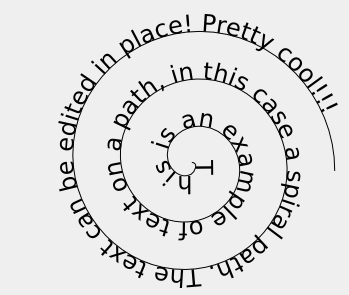 This is an example of text on a path, in this case a spiral path. The text can be edited in place! Pretty cool!!!